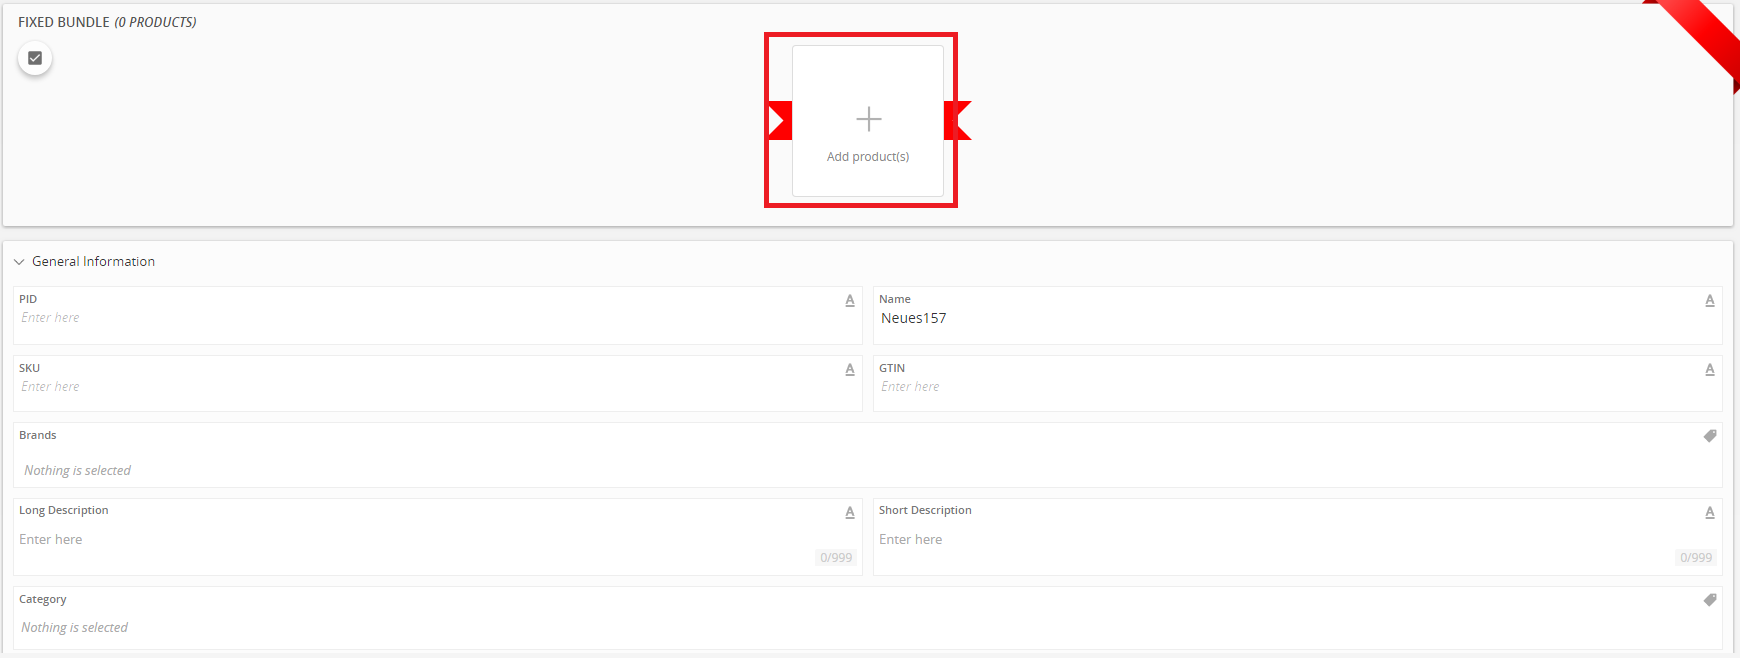 FIXED BUNDLE (0 PRODUCTS)
Add product(s)
General Information
PID
Enter here
Name
Neues157
SKU
Enter here
GTIN
Enter here
Brands
Nothing is selected
Long Description
Enter here
0/999
Short Description
Enter here
0/999
Category
Nothing is selected